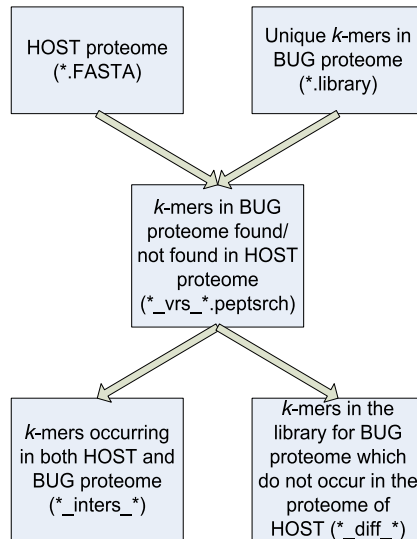 HOST proteome
(*.FASTA)
Unique k-mers in
BUG proteome
(*.library)
k-mers in BUG
proteome found/
not found in HOST
proteome
(*_vrs_*.peptsrch)
k-mers occurring
in both HOST and
BUG proteome
(*_inters_*)
k-mers in the
library for BUG
proteome which
do not occur in the
proteome of
HOST (*_diff_*)